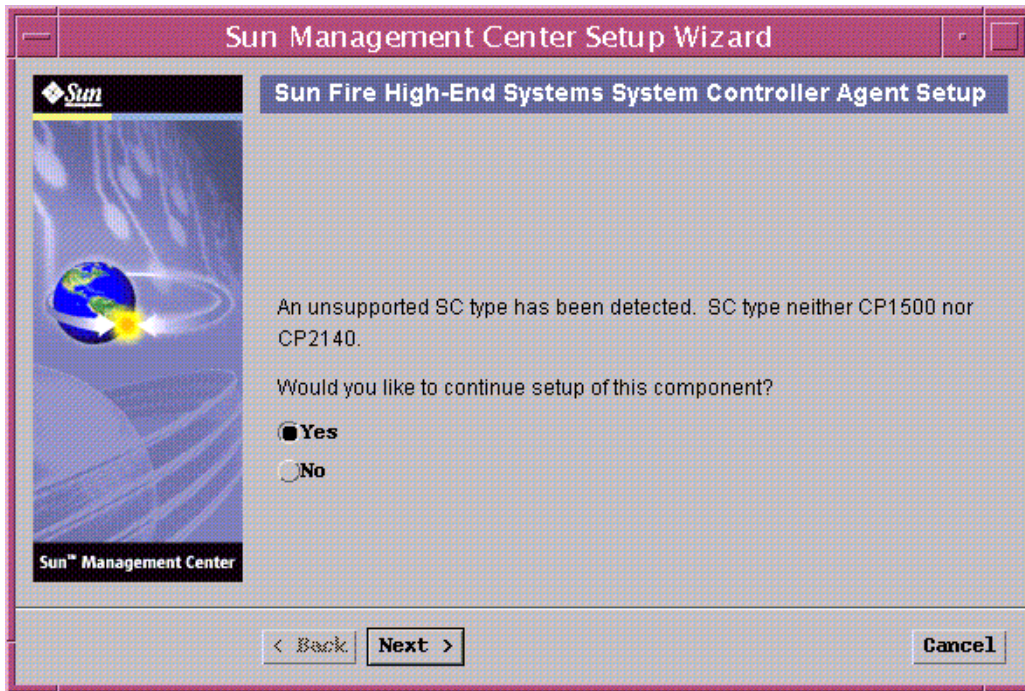 Sun Management Center Setup Wizard
Sun
Sun Fire High-End Systems System Controller Agent Setup
An unsupported SC type has been detected. SC type neither CP1500 nor
CP2140.
Would you like to continue setup of this component?
Yes
No
Sun™ Management Center
< Back
Next >
Cancel